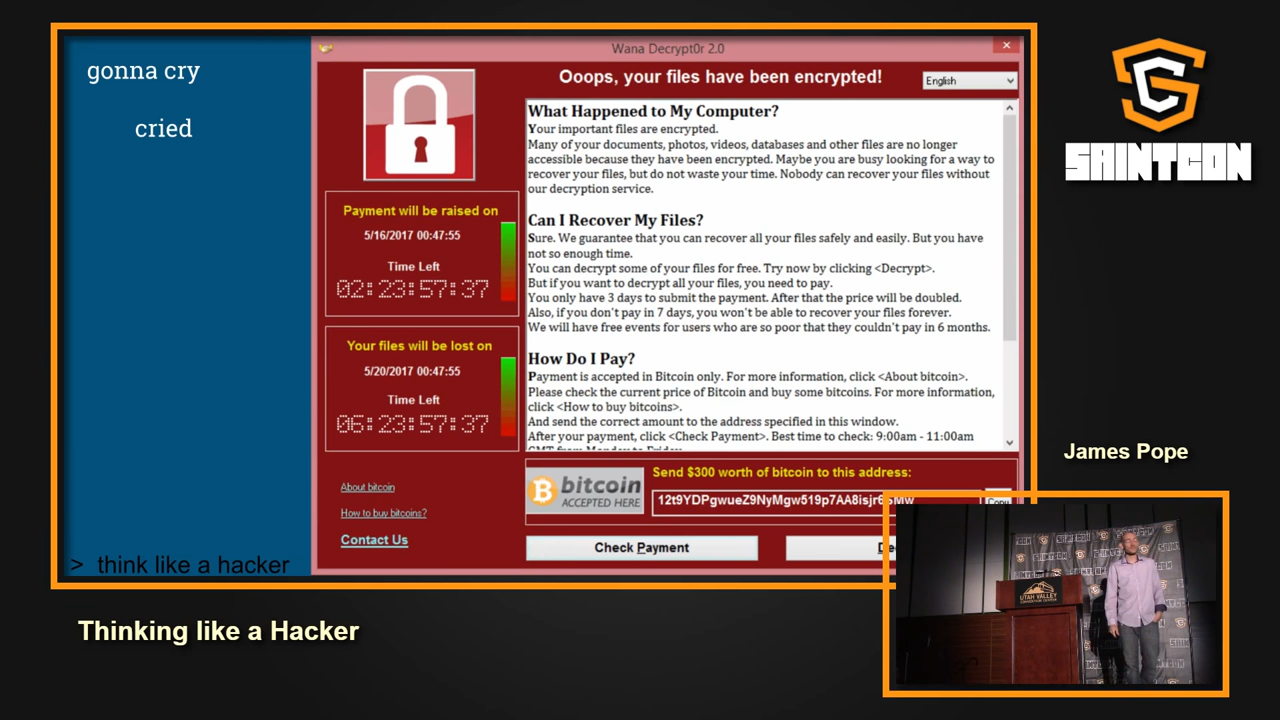 gonna cry
cried
> think like a hacker
Wana Decrypt0r 2.0
Ooops, your files have been encrypted!
English
Payment will be raised on
5/16/2017 00:47:55
Time Left
02:23:57:37
Your files will be lost on
5/20/2017 00:47:55
Time Left
06:23:57:37
About bitcoin
How to buy bitcoins?
Contact Us
What Happened to My Computer?
Your important files are encrypted.
Many of your documents, photos, videos, databases and other files are no longer
accessible because they have been encrypted. Maybe you are busy looking for a way to
recover your files, but do not waste your time. Nobody can recover your files without
our decryption service.
Can I Recover My Files?
Sure. We guarantee that you can recover all your files safely and easily. But you have
not so enough time.
You can decrypt some of your files for free. Try now by clicking <Decrypt>.
But if you want to decrypt all your files, you need to pay.
You only have 3 days to submit the payment. After that the price will be doubled.
Also, if you don't pay in 7 days, you won't be able to recover your files forever.
We will have free events for users who are so poor that they couldn't pay in 6 months.
How Do I Pay?
Payment is accepted in Bitcoin only. For more information, click <About bitcoin>.
Please check the current price of Bitcoin and buy some bitcoins. For more information,
click <How to buy bitcoins>.
And send the correct amount to the address specified in this window.
After your payment, click <Check Payment>. Best time to check: 9:00am - 11:00am
GMT from Monday to Friday.
bitcoin
ACCEPTED HERE
Send $300 worth of bitcoin to this address:
12t9YDPgwueZ9NyMgw519p7AA8isjr6SMw
Copy
Check Payment
SAINTCON
James Pope
UTAH VALLEY
CONVENTION CENTER
Thinking like a Hacker